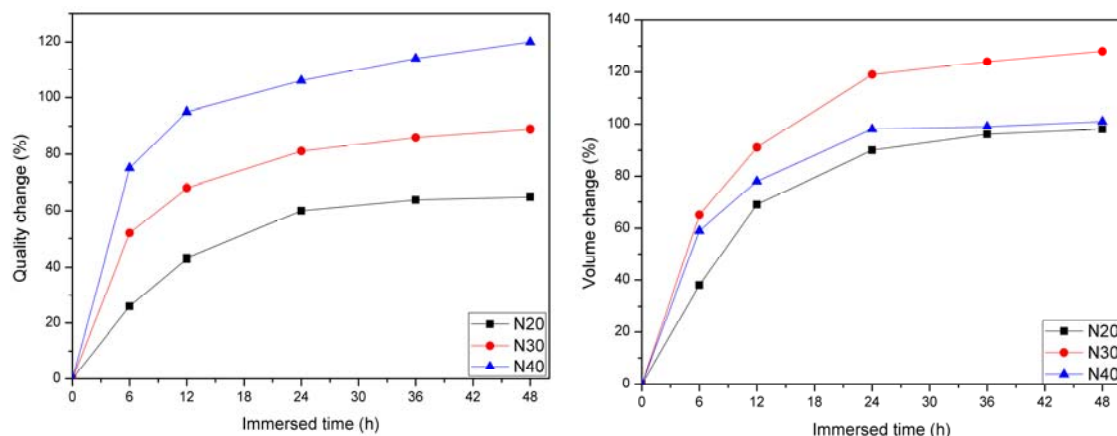 Quality change (%)
120
100
80
60
40
20
0
0 6 12 18 24 30 36 42 48
Immersed time (h)
N20
N30
N40
Volume change (%)
140
120
100
80
60
40
20
0
0 6 12 18 24 30 36 42 48
Immersed time (h)
N20
N30
N40